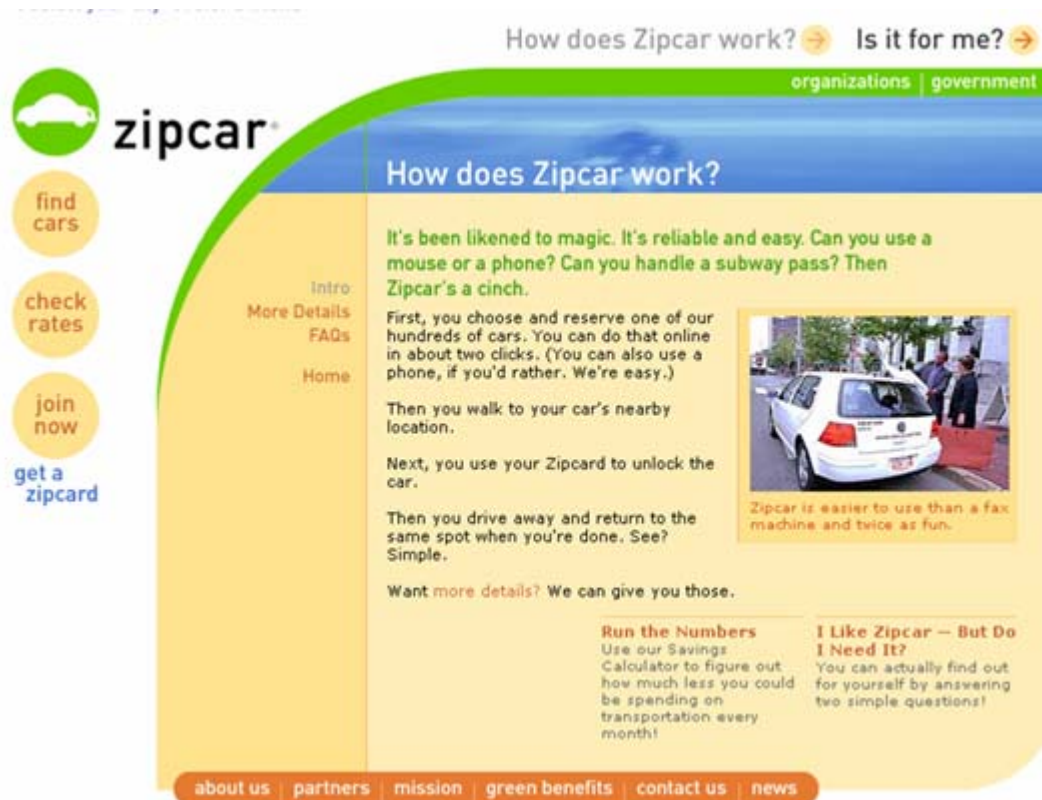 How does Zipcar work? Is it for me?
organizations | government
zipcar
find
cars
check
rates
join
now
get a
zipcard
How does Zipcar work?
Intro
More Details
FAQs
Home
It's been likened to magic. It's reliable and easy. Can you use a
mouse or a phone? Can you handle a subway pass? Then
Zipcar's a cinch.
First, you choose and reserve one of our
hundreds of cars. You can do that online
in about two clicks. (You can also use a
phone, if you'd rather. We're easy.)
Then you walk to your car's nearby
location.
Next, you use your Zipcard to unlock the
car.
Then you drive away and return to the
same spot when you're done. See?
Simple.
Want more details? We can give you those.
Zipcar is easier to use than a fax
machine and twice as fun.
Run the Numbers
Use our Savings
Calculator to figure out
how much less you could
be spending on
transportation every
month!
I Like Zipcar — But Do
I Need It?
You can actually find out
for yourself by answering
two simple questions!
about us | partners | mission | green benefits | contact us | news